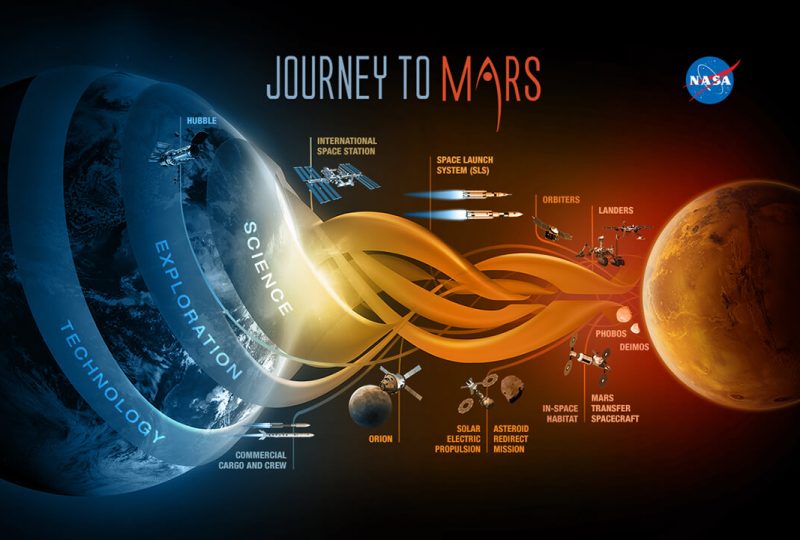 JOURNEY TO MARS
NASA
HUBBLE
INTERNATIONAL
SPACE STATION
SPACE LAUNCH
SYSTEM (SLS)
ORBITERS
LANDERS
SCIENCE
EXPLORATION
TECHNOLOGY
PHOBOS
DEIMOS
COMMERCIAL
CARGO AND CREW
ORION
SOLAR
ELECTRIC
PROPULSION
ASTEROID
REDIRECT
MISSION
IN-SPACE
HABITAT
MARS
TRANSFER
SPACECRAFT